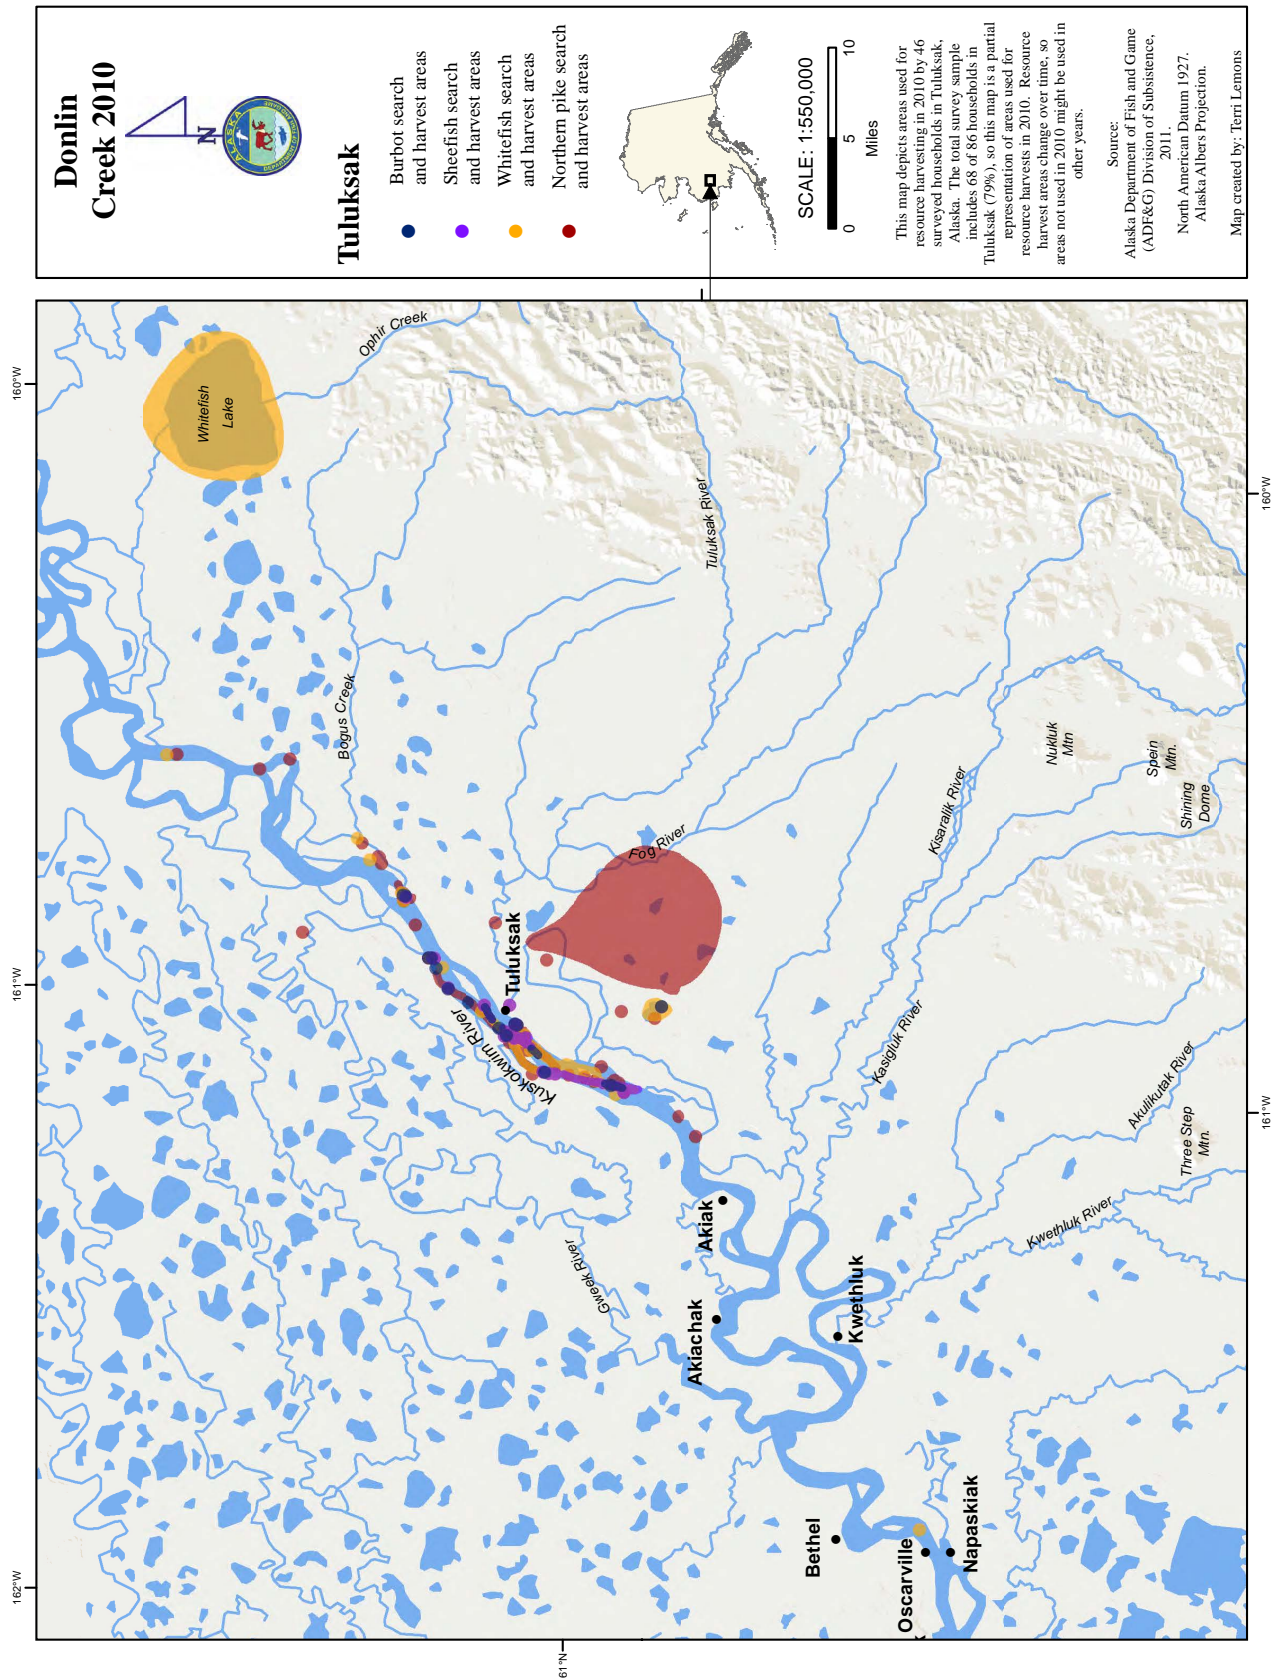 Donlin
Creek 2010
N
ALASKA
Tuluksak
Burbot search
and harvest areas
Sheefish search
and harvest areas
Whitefish search
and harvest areas
Northern pike search
and harvest areas
SCALE: 1:550,000
0 5 10
Miles
This map depicts areas used for
resource harvesting in 2010 by 46
surveyed households in Tuluksak,
Alaska. The total survey sample
includes 68 of 86 households in
Tuluksak (79%), so this map is a partial
representation of areas used for
resource harvests in 2010. Resource
harvest areas change over time, so
areas not used in 2010 might be used in
other years.
Source:
Alaska Department of Fish and Game
(ADF&G) Division of Subsistence,
2011.
North American Datum 1927.
Alaska Albers Projection.
Map created by: Terri Lemons
162°W
161°W
160°W
61°N
161°W
160°W
Whitefish
Lake
Ophir Creek
Tuluksak River
Bogus Creek
Fog River
Tuluksak
Kuskokwim River
Kisaralik River
Nukluk
Mtn
Spein
Mtn.
Shining
Dome
Kasigluk River
Akulikutak River
Three Step
Mtn.
Kwethluk River
Gweek River
Akiak
Akiachak
Kwethluk
Bethel
Oscarville
Napaskiak